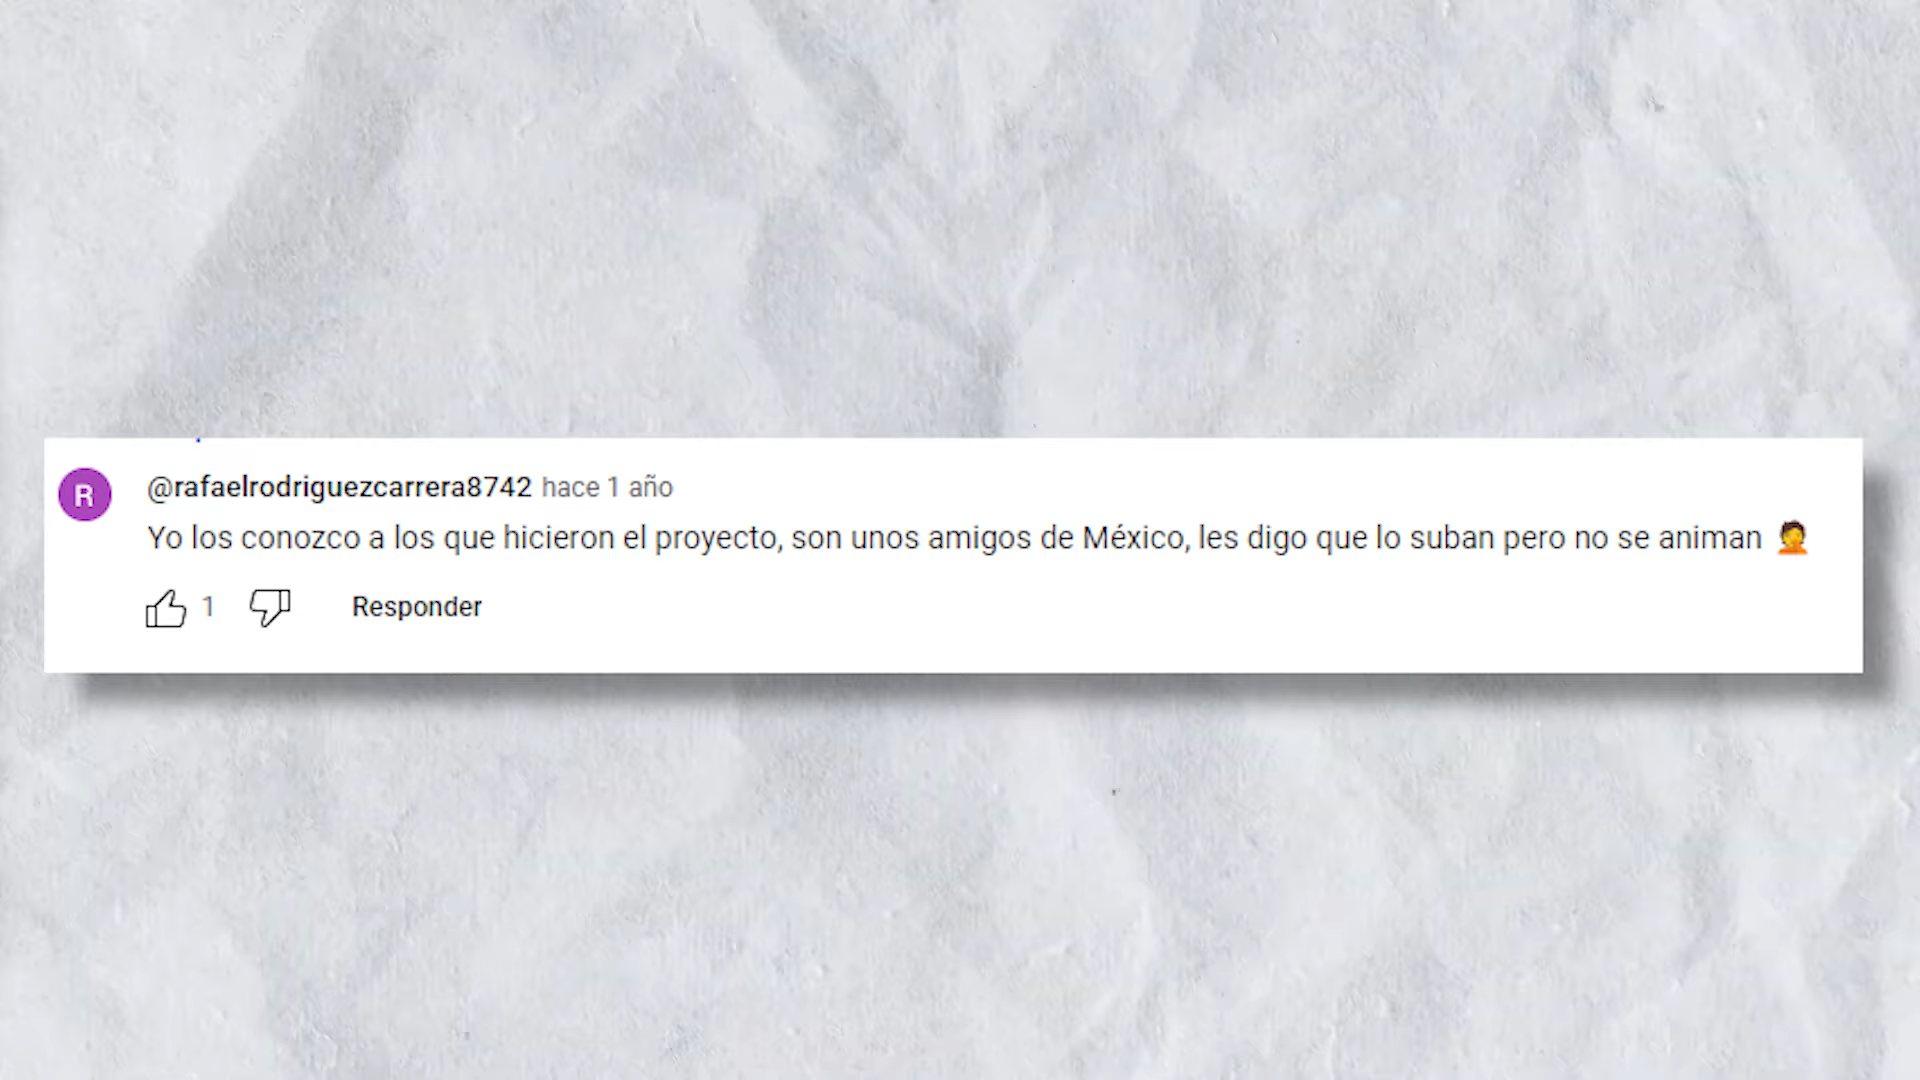 R
@rafaelrodriguezcarrera8742 hace 1 año
Yo los conozco a los que hicieron el proyecto, son unos amigos de México, les digo que lo suban pero no se animan 🤦
1 Responder